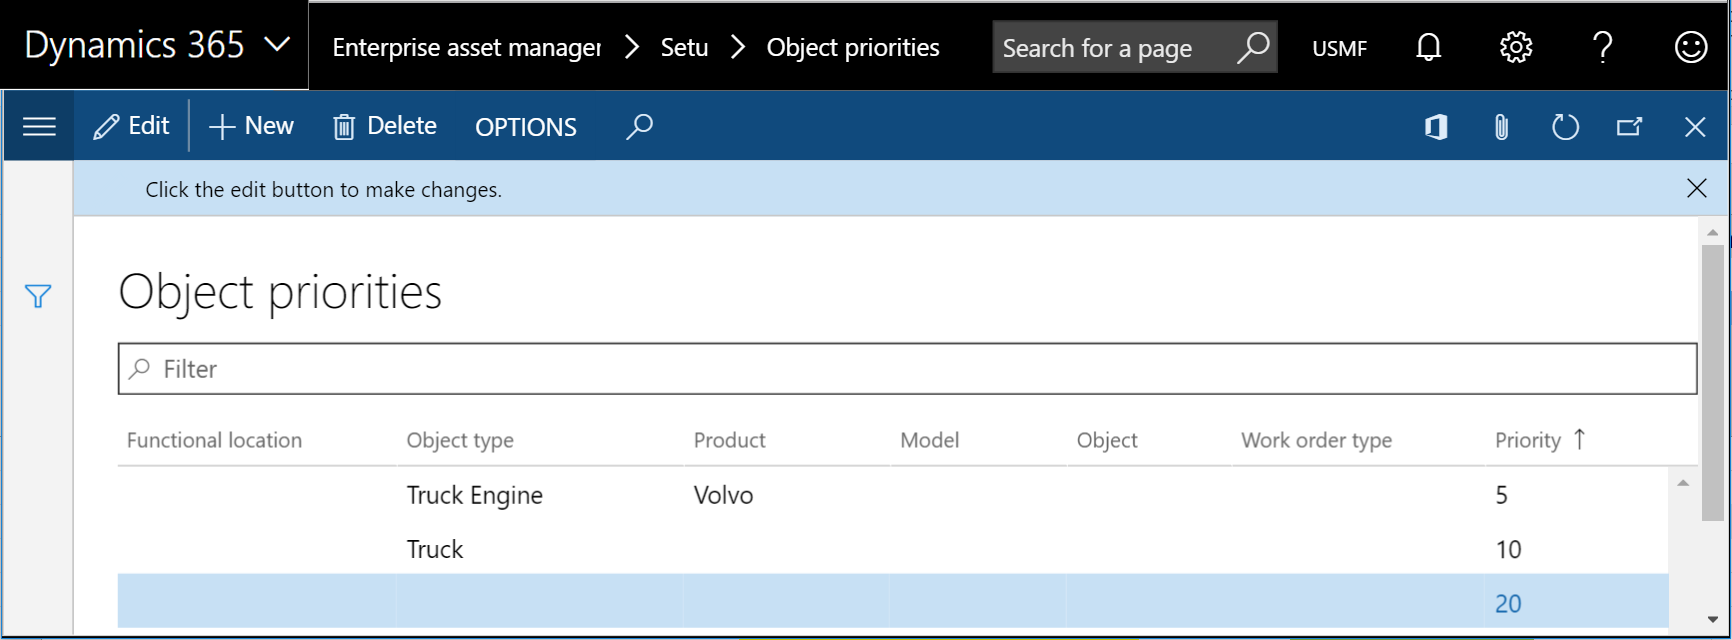 Dynamics 365 Enterprise asset manager Setu Object priorities Search for a page USMF ?
Edit New Delete OPTIONS
Click the edit button to make changes.
Object priorities
Filter
Functional location Object type Product Model Object Work order type Priority ↑
Truck Engine Volvo 5
Truck 10
20